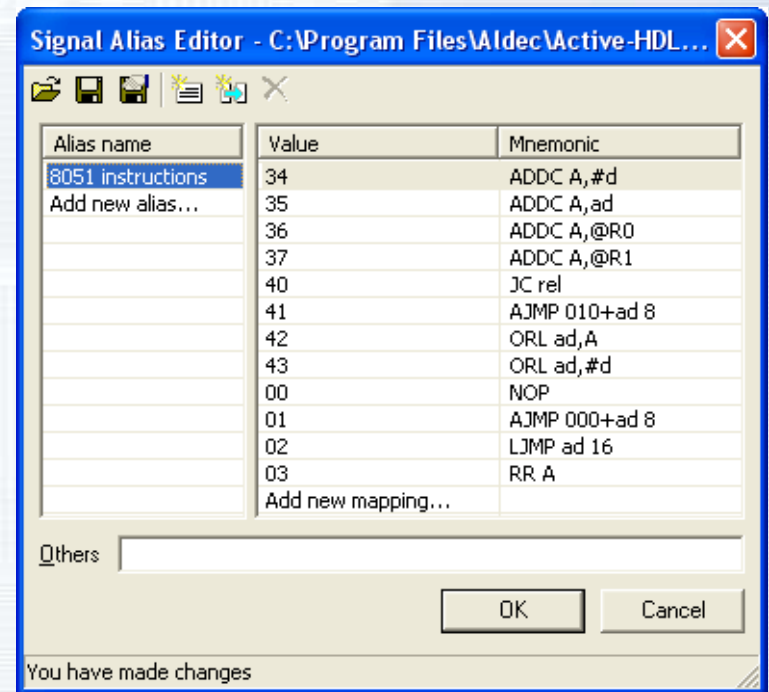 Signal Alias Editor - C:\Program Files\Aldec\Active-HDL...
Alias name
8051 instructions
Add new alias...
Value Mnemonic
34 ADDC A,#d
35 ADDC A,ad
36 ADDC A,@R0
37 ADDC A,@R1
40 JC rel
41 AJMP 010+ad 8
42 ORL ad,A
43 ORL ad,#d
00 NOP
01 AJMP 000+ad 8
02 LJMP ad 16
03 RR A
Add new mapping...
Others
OK Cancel
You have made changes